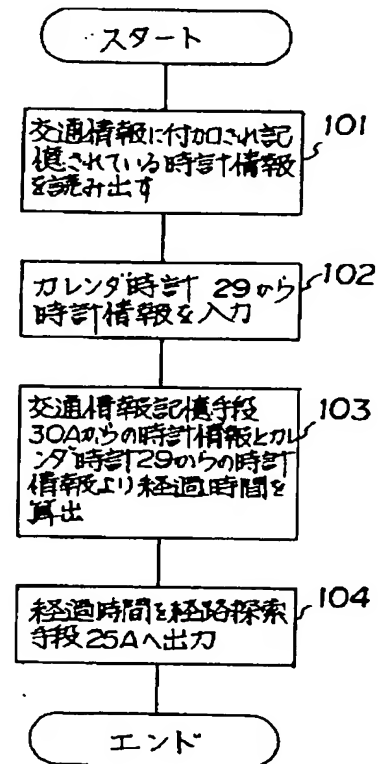 スタート
交通情報に付加され記
憶されている時計情報
を読み出す
101
カレンダ時計 29から
時計情報を入力
102
交通情報記憶手段
30Aからの時計情報とカレ
ンダ時計29からの時計
情報より経過時間を
算出
103
経過時間を経路探索
手段25Aへ出力
104
エンド